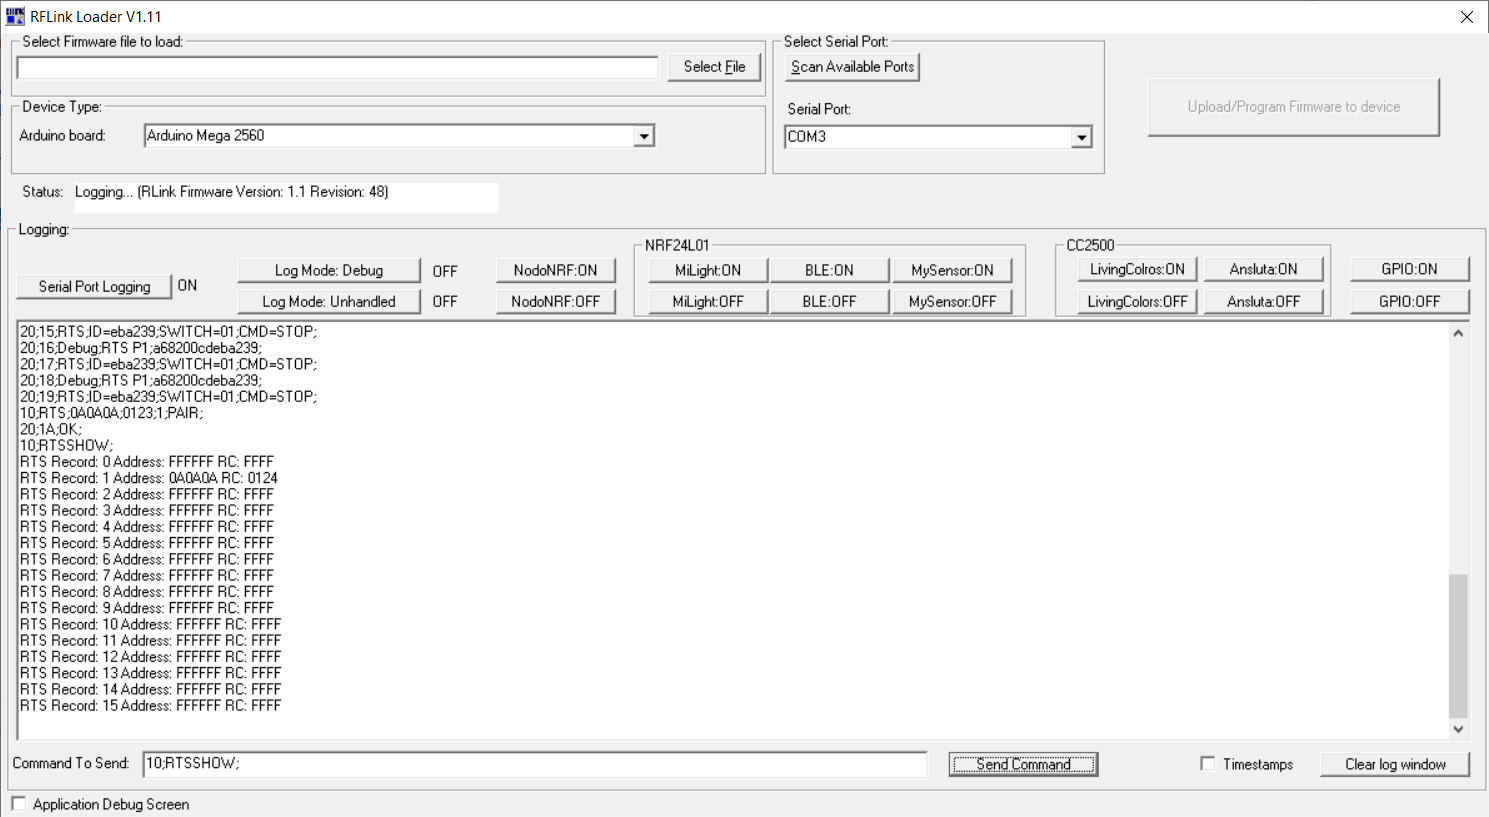 RFLink Loader V1.11
Select Firmware file to load:
Select File
Select Serial Port:
Scan Available Ports
Serial Port:
COM3
Upload/Program Firmware to device
Device Type:
Arduino board:
Arduino Mega 2560
Status:
Logging... (RLink Firmware Version: 1.1 Revision: 48)
Logging:
Serial Port Logging
ON
Log Mode: Debug
OFF
Log Mode: Unhandled
OFF
NodoNRF:ON
NodoNRF:OFF
NRF24L01
MiLight:ON
BLE:ON
MySensor:ON
MiLight:OFF
BLE:OFF
MySensor:OFF
CC2500
LivingColros:ON
Ansluta:ON
LivingColors:OFF
Ansluta:OFF
GPIO:ON
GPIO:OFF
20;15;RTS;ID=eba239;SWITCH=01;CMD=STOP;
20;16;Debug;RTS P1;a68200cdeba239;
20;17;RTS;ID=eba239;SWITCH=01;CMD=STOP;
20;18;Debug;RTS P1;a68200cdeba239;
20;19;RTS;ID=eba239;SWITCH=01;CMD=STOP;
10;RTS;0A0A0A;0123;1;PAIR;
20;1A;OK;
10;RTSSHOW;
RTS Record: 0 Address: FFFFFF RC: FFFF
RTS Record: 1 Address: 0A0A0A RC: 0124
RTS Record: 2 Address: FFFFFF RC: FFFF
RTS Record: 3 Address: FFFFFF RC: FFFF
RTS Record: 4 Address: FFFFFF RC: FFFF
RTS Record: 5 Address: FFFFFF RC: FFFF
RTS Record: 6 Address: FFFFFF RC: FFFF
RTS Record: 7 Address: FFFFFF RC: FFFF
RTS Record: 8 Address: FFFFFF RC: FFFF
RTS Record: 9 Address: FFFFFF RC: FFFF
RTS Record: 10 Address: FFFFFF RC: FFFF
RTS Record: 11 Address: FFFFFF RC: FFFF
RTS Record: 12 Address: FFFFFF RC: FFFF
RTS Record: 13 Address: FFFFFF RC: FFFF
RTS Record: 14 Address: FFFFFF RC: FFFF
RTS Record: 15 Address: FFFFFF RC: FFFF
Command To Send:
10;RTSSHOW;
Send Command
Timestamps
Clear log window
Application Debug Screen